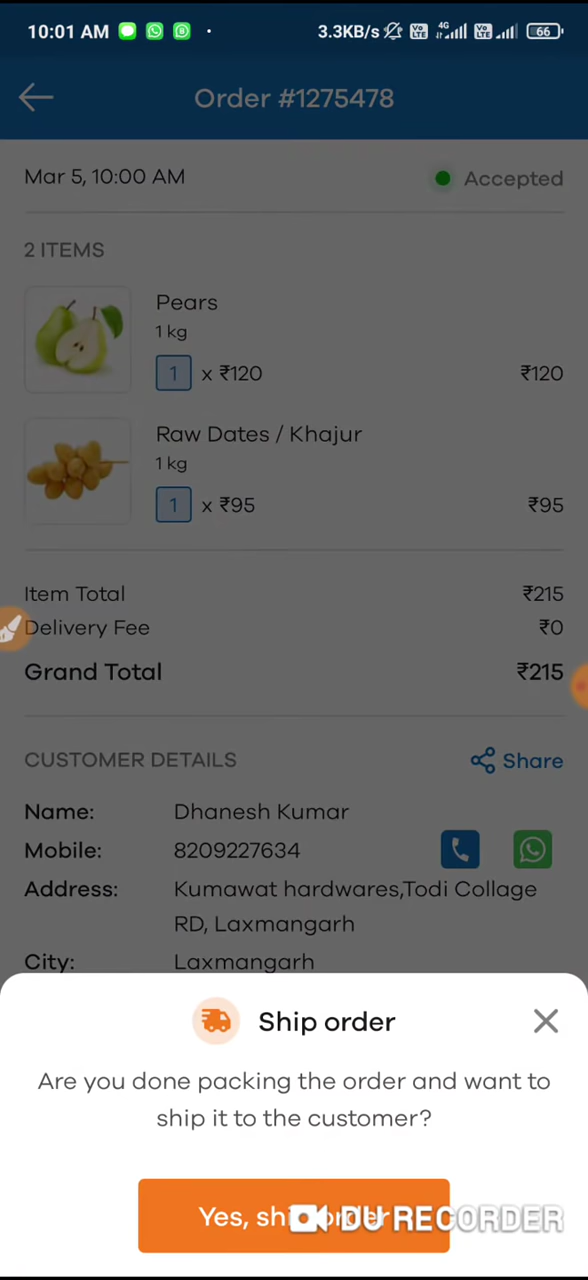 10:01 AM 3.3KB/s 4G 66
Order #1275478
Mar 5, 10:00 AM Accepted
2 ITEMS
Pears
1 kg
1 x ₹120 ₹120
Raw Dates / Khajur
1 kg
1 x ₹95 ₹95
Item Total ₹215
Delivery Fee ₹0
Grand Total ₹215
CUSTOMER DETAILS Share
Name: Dhanesh Kumar
Mobile: 8209227634
Address: Kumawat hardwares,Todi Collage
RD, Laxmangarh
City: Laxmangarh
Ship order
Are you done packing the order and want to
ship it to the customer?
Yes, ship order
DU RECORDER